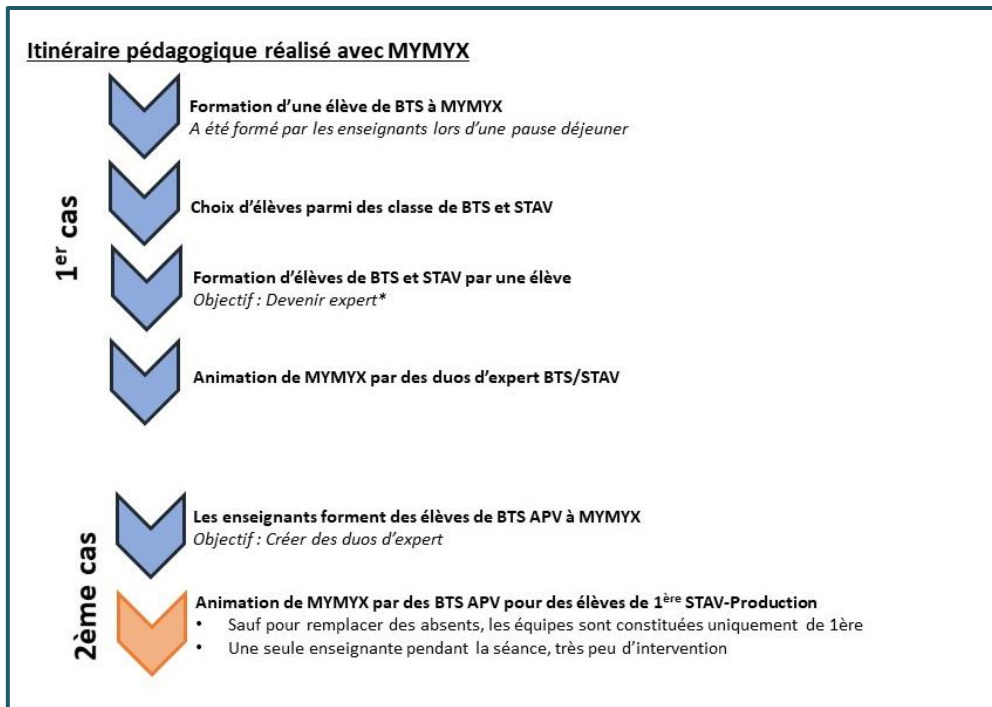 Itinéraire pédagogique réalisé avec MYMYX
1er cas
Formation d'une élève de BTS à MYMYX
A été formé par les enseignants lors d'une pause déjeuner
Choix d'élèves parmi des classe de BTS et STAV
Formation d'élèves de BTS et STAV par une élève
Objectif : Devenir expert*
Animation de MYMYX par des duos d'expert BTS/STAV
2ème cas
Les enseignants forment des élèves de BTS APV à MYMYX
Objectif : Créer des duos d'expert
Animation de MYMYX par des BTS APV pour des élèves de 1ère STAV-Production
• Sauf pour remplacer des absents, les équipes sont constituées uniquement de 1ère
• Une seule enseignante pendant la séance, très peu d'intervention